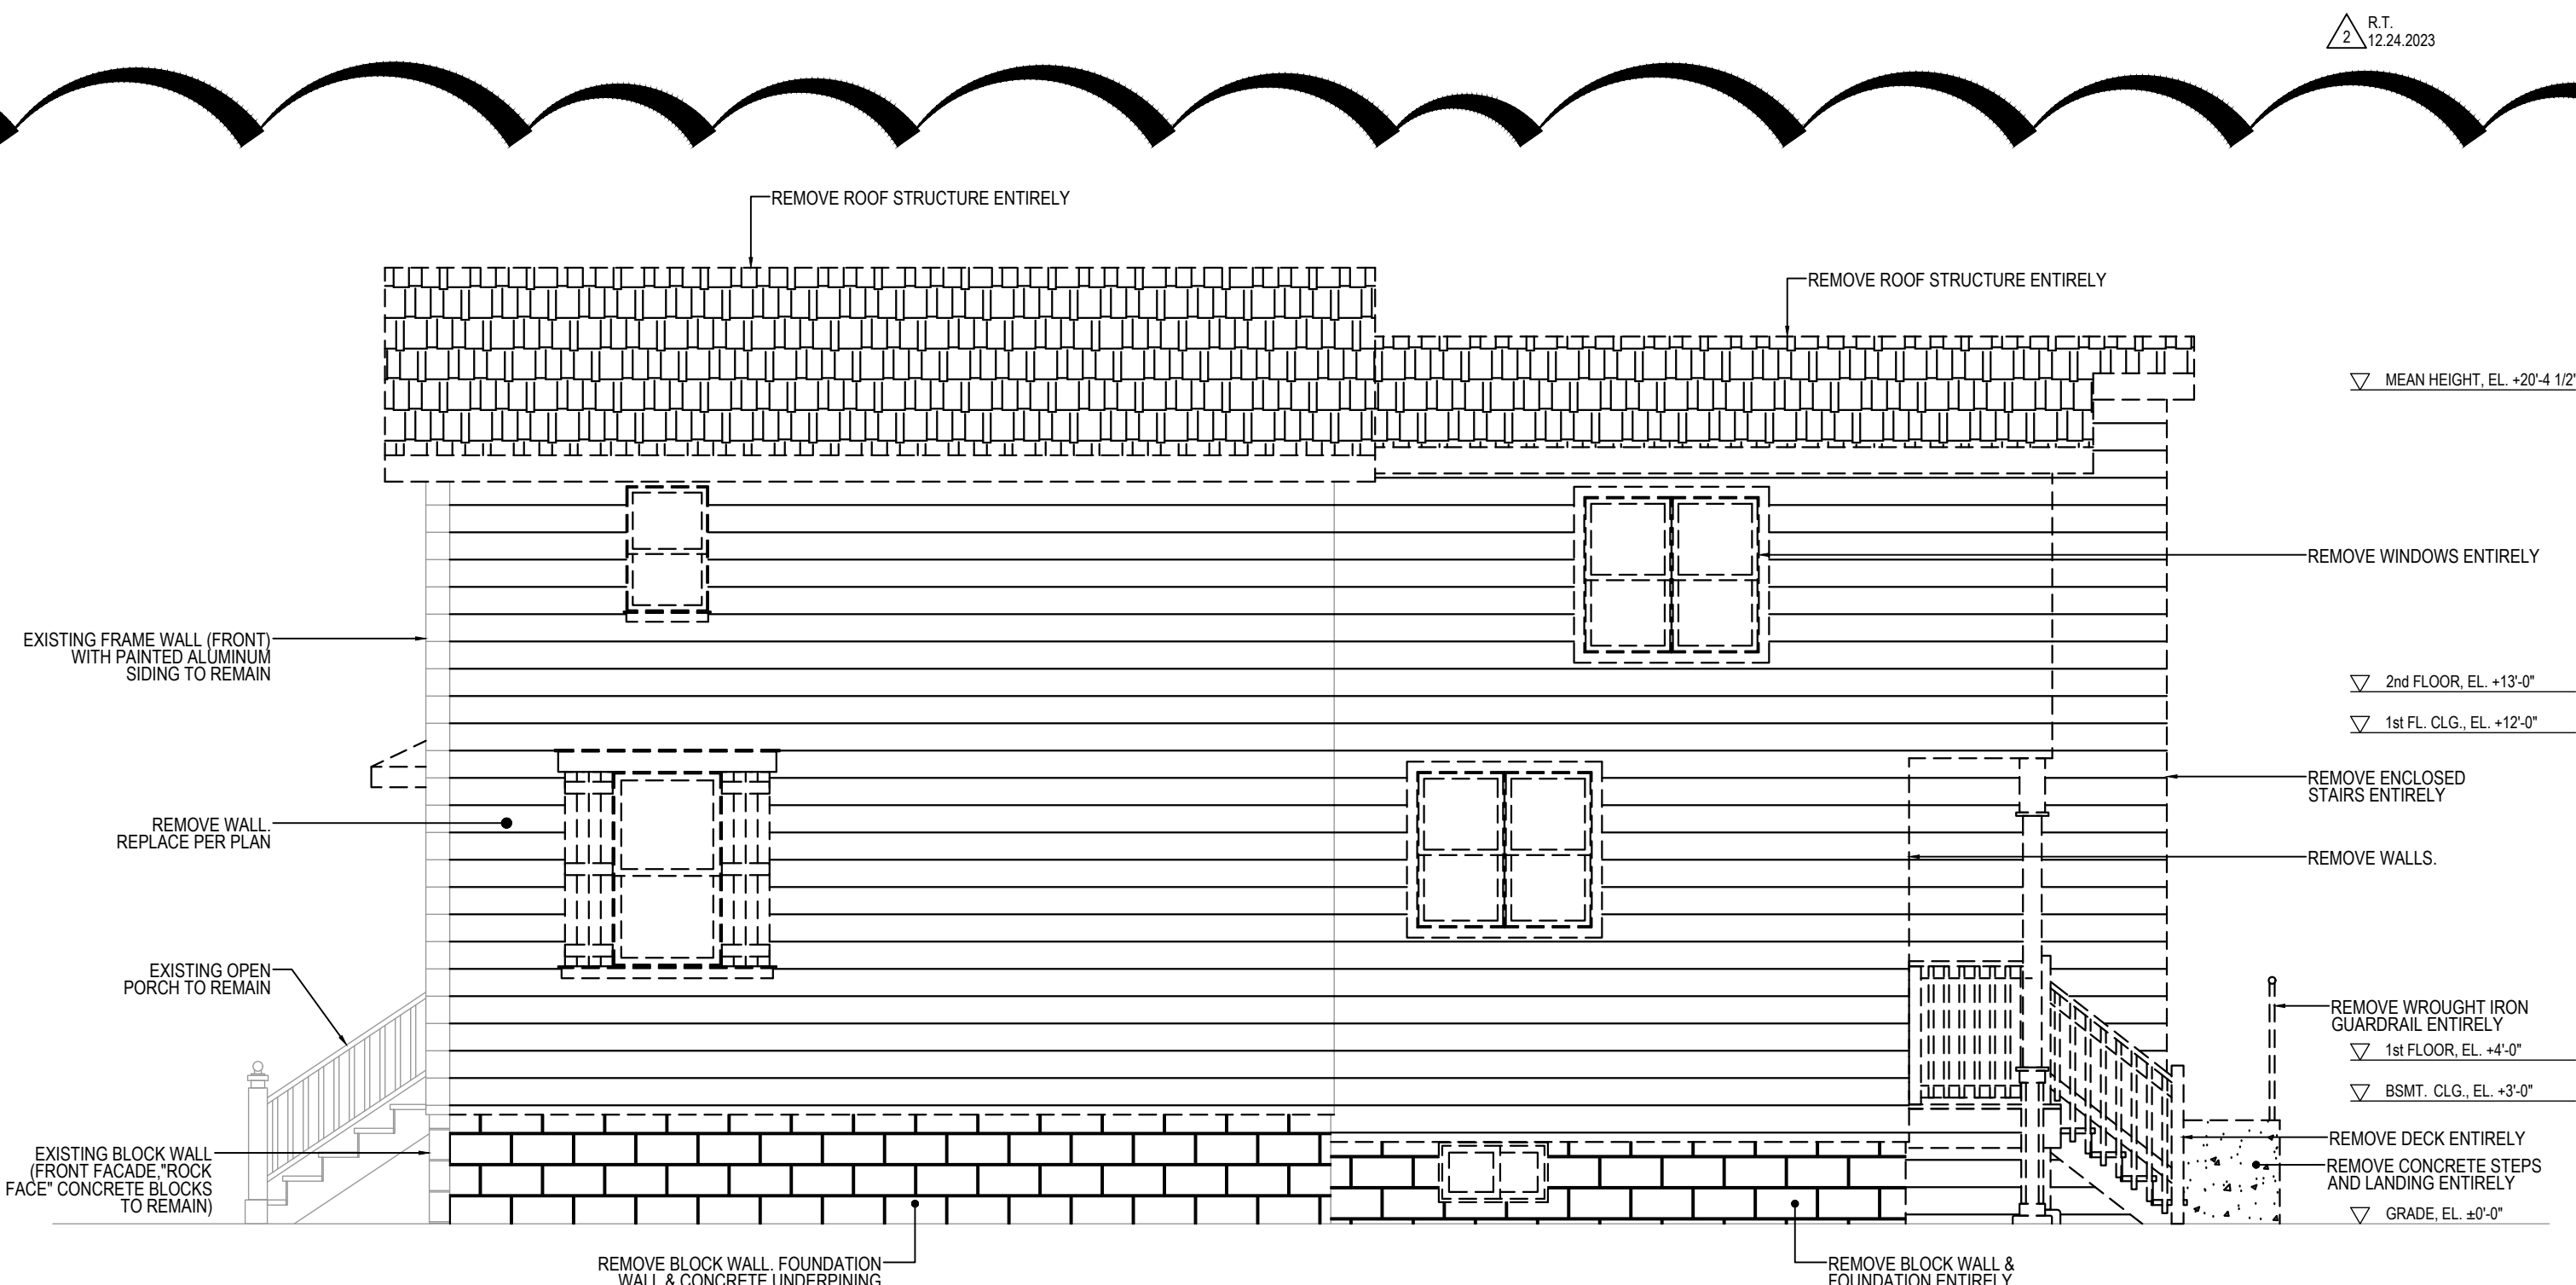 R.T.
2 12.24.2023
REMOVE ROOF STRUCTURE ENTIRELY
REMOVE ROOF STRUCTURE ENTIRELY
MEAN HEIGHT, EL. +20'-4 1/2"
REMOVE WINDOWS ENTIRELY
EXISTING FRAME WALL (FRONT)
WITH PAINTED ALUMINUM
SIDING TO REMAIN
2nd FLOOR, EL. +13'-0"
1st FL. CLG., EL. +12'-0"
REMOVE ENCLOSED
STAIRS ENTIRELY
REMOVE WALL.
REPLACE PER PLAN
REMOVE WALLS.
EXISTING OPEN
PORCH TO REMAIN
REMOVE WROUGHT IRON
GUARDRAIL ENTIRELY
1st FLOOR, EL. +4'-0"
BSMT. CLG., EL. +3'-0"
REMOVE DECK ENTIRELY
EXISTING BLOCK WALL
(FRONT FACADE,"ROCK
FACE" CONCRETE BLOCKS
TO REMAIN)
REMOVE CONCRETE STEPS
AND LANDING ENTIRELY
GRADE, EL. ±0'-0"
REMOVE BLOCK WALL. FOUNDATION
WALL & CONCRETE UNDERPINING
REMOVE BLOCK WALL &
FOUNDATION ENTIRELY